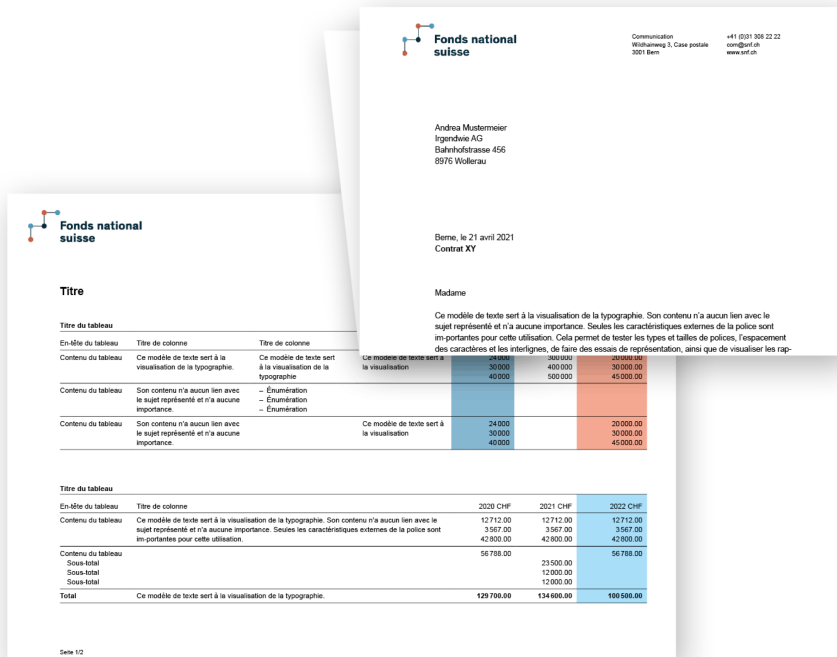 Fonds national
suisse
Communication
Wildhainweg 3, Case postale
3001 Bern
+41 (0)31 308 22 22
com@snf.ch
www.snf.ch
Andrea Mustermeier
Irgendwie AG
Bahnhofstrasse 456
8976 Wollerau
Berne, le 21 avril 2021
Contrat XY
Madame
Ce modèle de texte sert à la visualisation de la typographie. Son contenu n'a aucun lien avec le
sujet représenté et n'a aucune importance. Seules les caractéristiques externes de la police sont
im-portantes pour cette utilisation. Cela permet de tester les types et tailles de polices, l'espacement
des caractères et les interlignes, de faire des essais de représentation, ainsi que de visualiser les rap-
Fonds national
suisse
Titre
Titre du tableau
En-tête du tableau Titre de colonne Titre de colonne
Contenu du tableau Ce modèle de texte sert à la Ce modèle de texte sert Ce modèle de texte sert à 24 000 300 000 20 000.00
visualisation de la typographie. à la visualisation de la la visualisation 30 000 400 000 30 000.00
typographie 40 000 500 000 45 000.00
Contenu du tableau Son contenu n'a aucun lien avec – Énumération
le sujet représenté et n'a aucune – Énumération
importance. – Énumération
Contenu du tableau Son contenu n'a aucun lien avec Ce modèle de texte sert à 24 000 20 000.00
le sujet représenté et n'a aucune la visualisation 30 000 30 000.00
importance. 40 000 45 000.00
Titre du tableau
En-tête du tableau Titre de colonne 2020 CHF 2021 CHF 2022 CHF
Contenu du tableau Ce modèle de texte sert à la visualisation de la typographie. Son contenu n'a aucun lien avec le 12 712.00 12 712.00 12 712.00
sujet représenté et n'a aucune importance. Seules les caractéristiques externes de la police sont 3 567.00 3 567.00 3 567.00
im-portantes pour cette utilisation. 42 800.00 42 800.00 42 800.00
Contenu du tableau 56 788.00 56 788.00
Sous-total 23 500.00
Sous-total 12 000.00
Sous-total 12 000.00
Total Ce modèle de texte sert à la visualisation de la typographie. 129 700.00 134 600.00 100 500.00
Seite 1/2